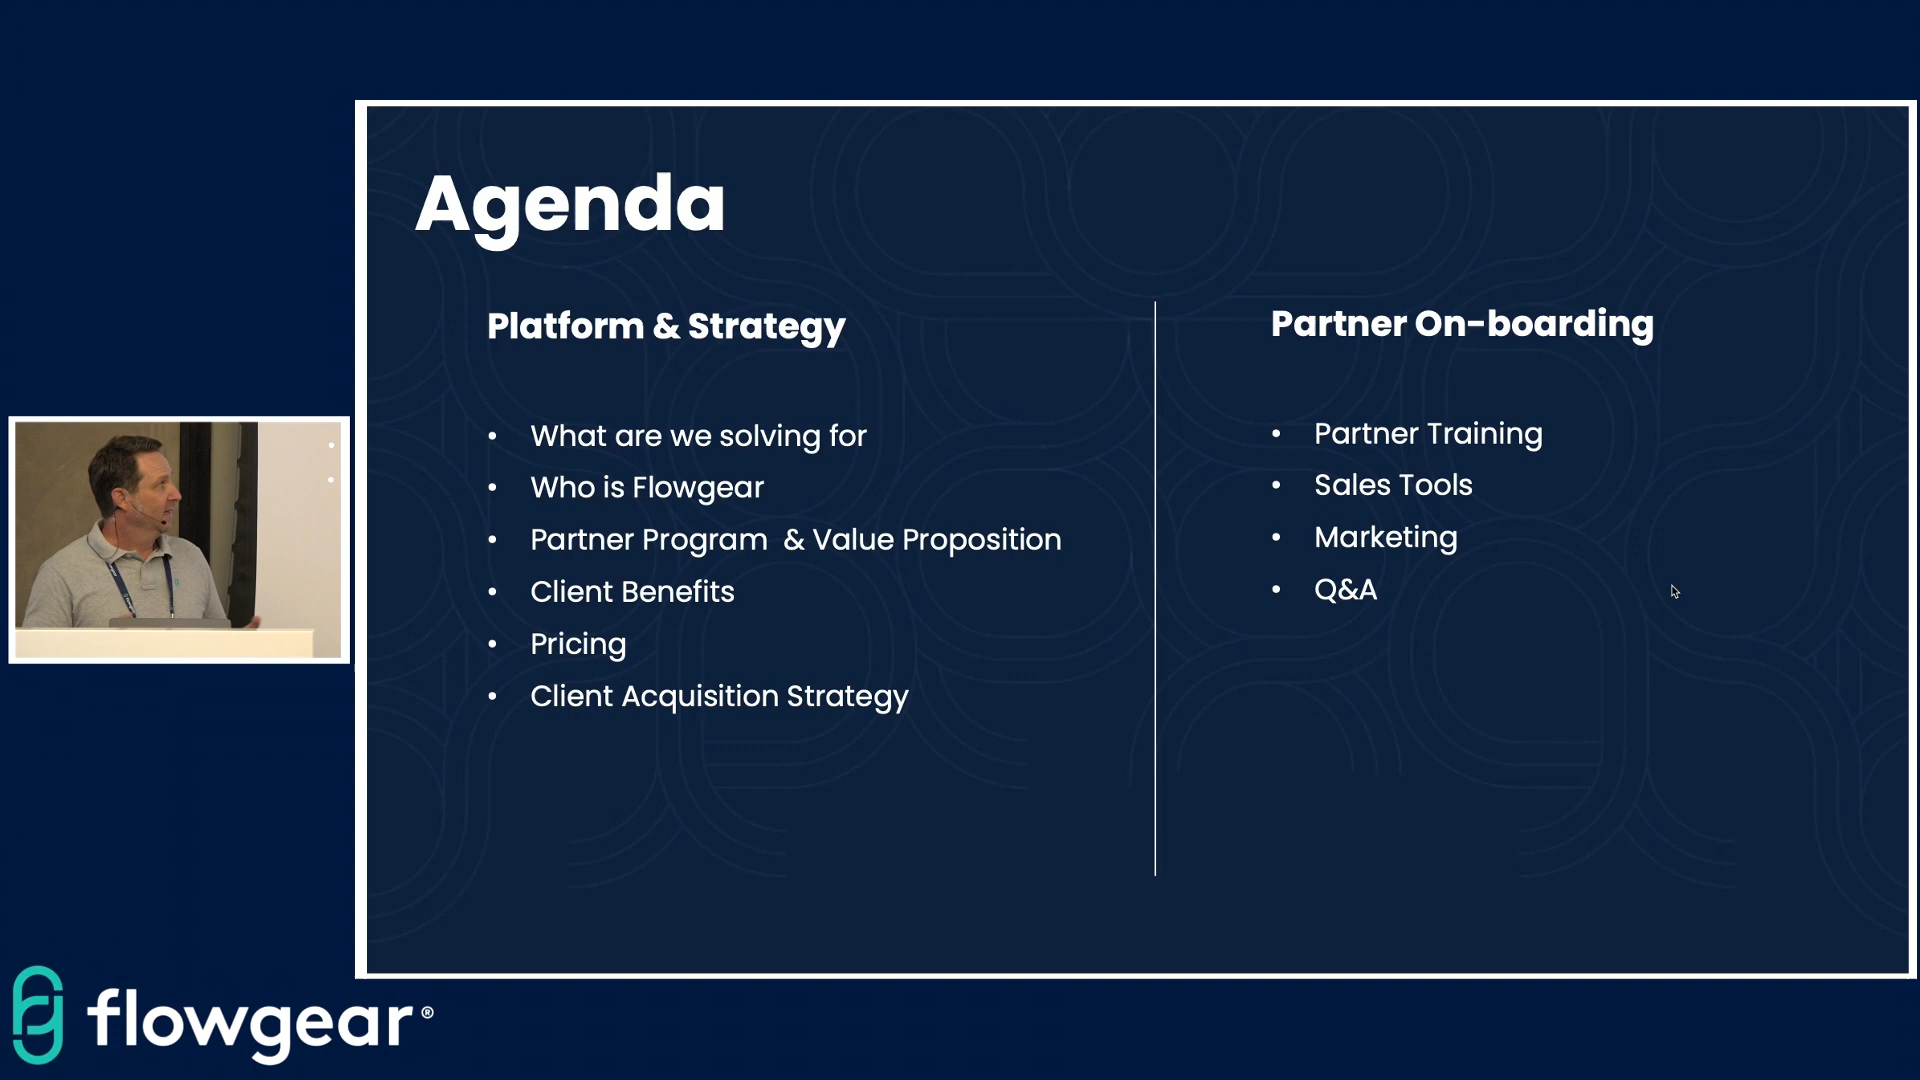 Agenda
Platform & Strategy
• What are we solving for
• Who is Flowgear
• Partner Program & Value Proposition
• Client Benefits
• Pricing
• Client Acquisition Strategy
Partner On-boarding
• Partner Training
• Sales Tools
• Marketing
• Q&A
flowgear®